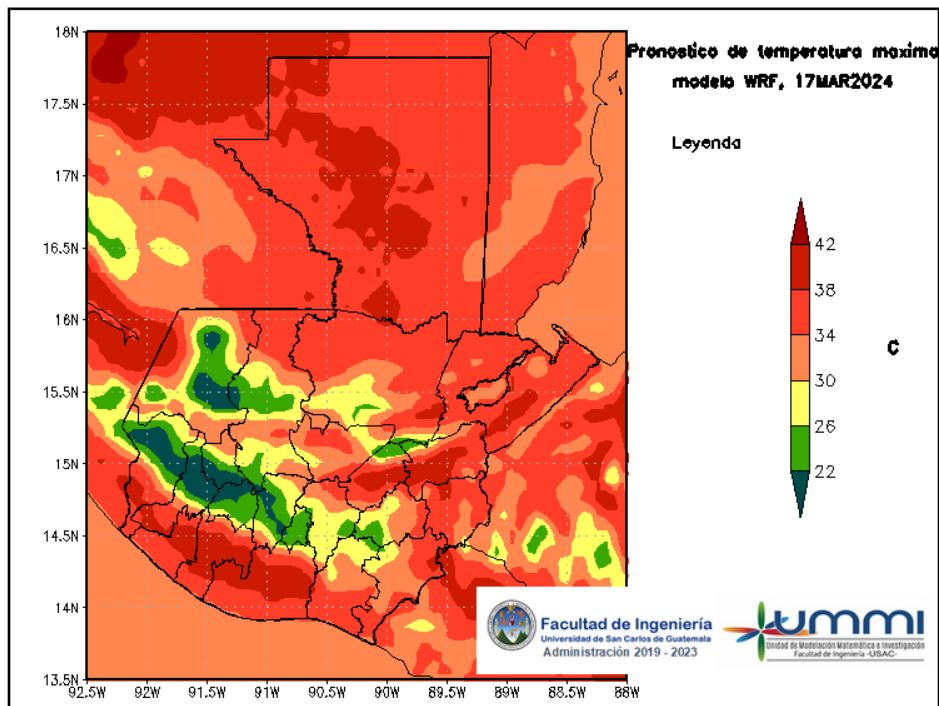 Pronostico de temperatura maxima
modelo WRF, 17MAR2024
Leyenda
42
38
34
30
26
22
C
18N
17.5N
17N
16.5N
16N
15.5N
15N
14.5N
14N
13.5N
92.5W 92W 91.5W 91W 90.5W 90W 89.5W 89W 88.5W 88W
Facultad de Ingeniería
Universidad de San Carlos de Guatemala
Administración 2019 - 2023
ummi
Unidad de Modelación Matemática e Investigación
Facultad de Ingeniería -USAC-